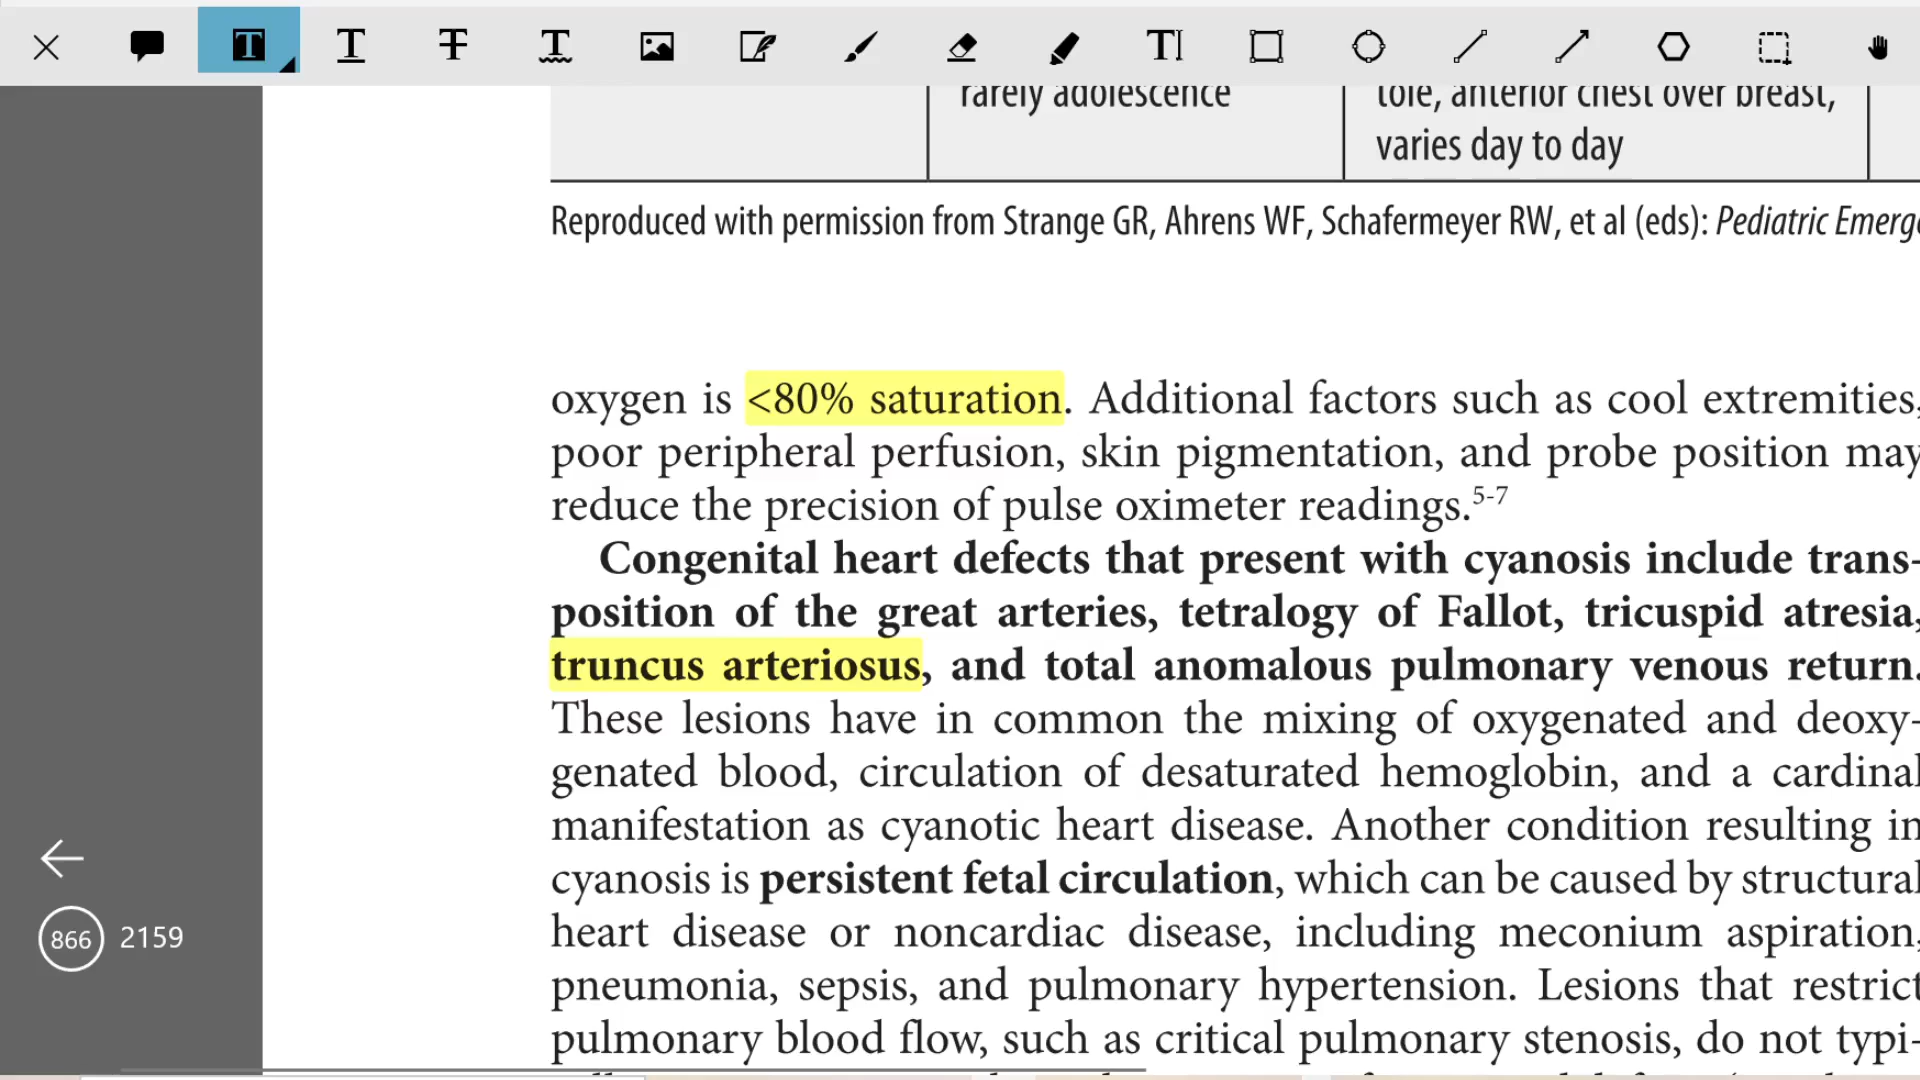 rarely adolescence
tole, anterior chest over breast,
varies day to day
Reproduced with permission from Strange GR, Ahrens WF, Schafermeyer RW, et al (eds): Pediatric Emerg
oxygen is <80% saturation. Additional factors such as cool extremities,
poor peripheral perfusion, skin pigmentation, and probe position may
reduce the precision of pulse oximeter readings.5-7
Congenital heart defects that present with cyanosis include trans-
position of the great arteries, tetralogy of Fallot, tricuspid atresia,
truncus arteriosus, and total anomalous pulmonary venous return.
These lesions have in common the mixing of oxygenated and deoxy-
genated blood, circulation of desaturated hemoglobin, and a cardinal
manifestation as cyanotic heart disease. Another condition resulting in
cyanosis is persistent fetal circulation, which can be caused by structural
heart disease or noncardiac disease, including meconium aspiration,
pneumonia, sepsis, and pulmonary hypertension. Lesions that restrict
pulmonary blood flow, such as critical pulmonary stenosis, do not typi-
866 2159